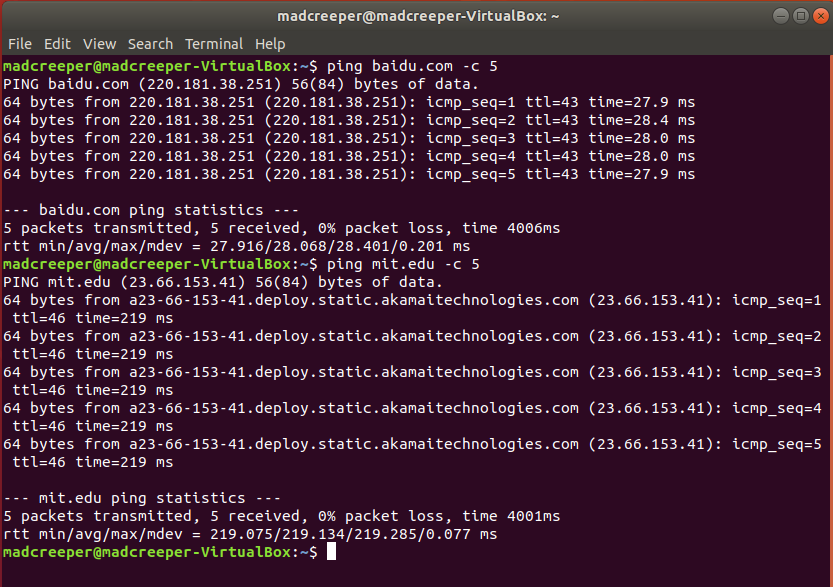 madcreeper@madcreeper-VirtualBox: ~
File Edit View Search Terminal Help
madcreeper@madcreeper-VirtualBox:~$ ping baidu.com -c 5
PING baidu.com (220.181.38.251) 56(84) bytes of data.
64 bytes from 220.181.38.251 (220.181.38.251): icmp_seq=1 ttl=43 time=27.9 ms
64 bytes from 220.181.38.251 (220.181.38.251): icmp_seq=2 ttl=43 time=28.4 ms
64 bytes from 220.181.38.251 (220.181.38.251): icmp_seq=3 ttl=43 time=28.0 ms
64 bytes from 220.181.38.251 (220.181.38.251): icmp_seq=4 ttl=43 time=28.0 ms
64 bytes from 220.181.38.251 (220.181.38.251): icmp_seq=5 ttl=43 time=27.9 ms
--- baidu.com ping statistics ---
5 packets transmitted, 5 received, 0% packet loss, time 4006ms
rtt min/avg/max/mdev = 27.916/28.068/28.401/0.201 ms
madcreeper@madcreeper-VirtualBox:~$ ping mit.edu -c 5
PING mit.edu (23.66.153.41) 56(84) bytes of data.
64 bytes from a23-66-153-41.deploy.static.akamaitechnologies.com (23.66.153.41): icmp_seq=1
ttl=46 time=219 ms
64 bytes from a23-66-153-41.deploy.static.akamaitechnologies.com (23.66.153.41): icmp_seq=2
ttl=46 time=219 ms
64 bytes from a23-66-153-41.deploy.static.akamaitechnologies.com (23.66.153.41): icmp_seq=3
ttl=46 time=219 ms
64 bytes from a23-66-153-41.deploy.static.akamaitechnologies.com (23.66.153.41): icmp_seq=4
ttl=46 time=219 ms
64 bytes from a23-66-153-41.deploy.static.akamaitechnologies.com (23.66.153.41): icmp_seq=5
ttl=46 time=219 ms
--- mit.edu ping statistics ---
5 packets transmitted, 5 received, 0% packet loss, time 4001ms
rtt min/avg/max/mdev = 219.075/219.134/219.285/0.077 ms
madcreeper@madcreeper-VirtualBox:~$